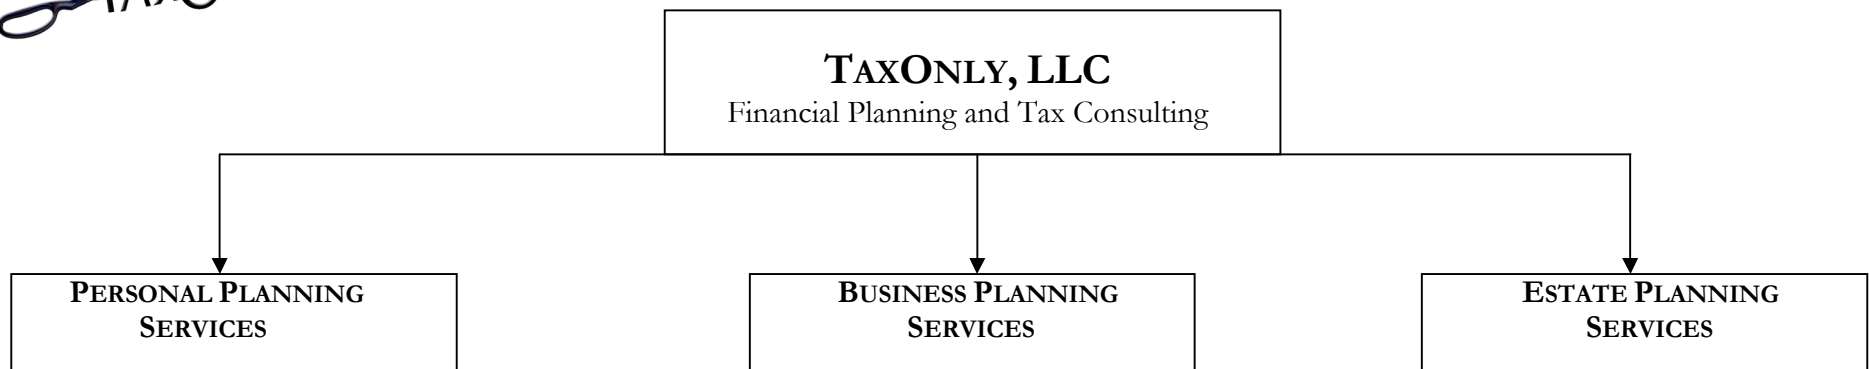 TAXONLY, LLC
Financial Planning and Tax Consulting
PERSONAL PLANNING
SERVICES
BUSINESS PLANNING
SERVICES
ESTATE PLANNING
SERVICES